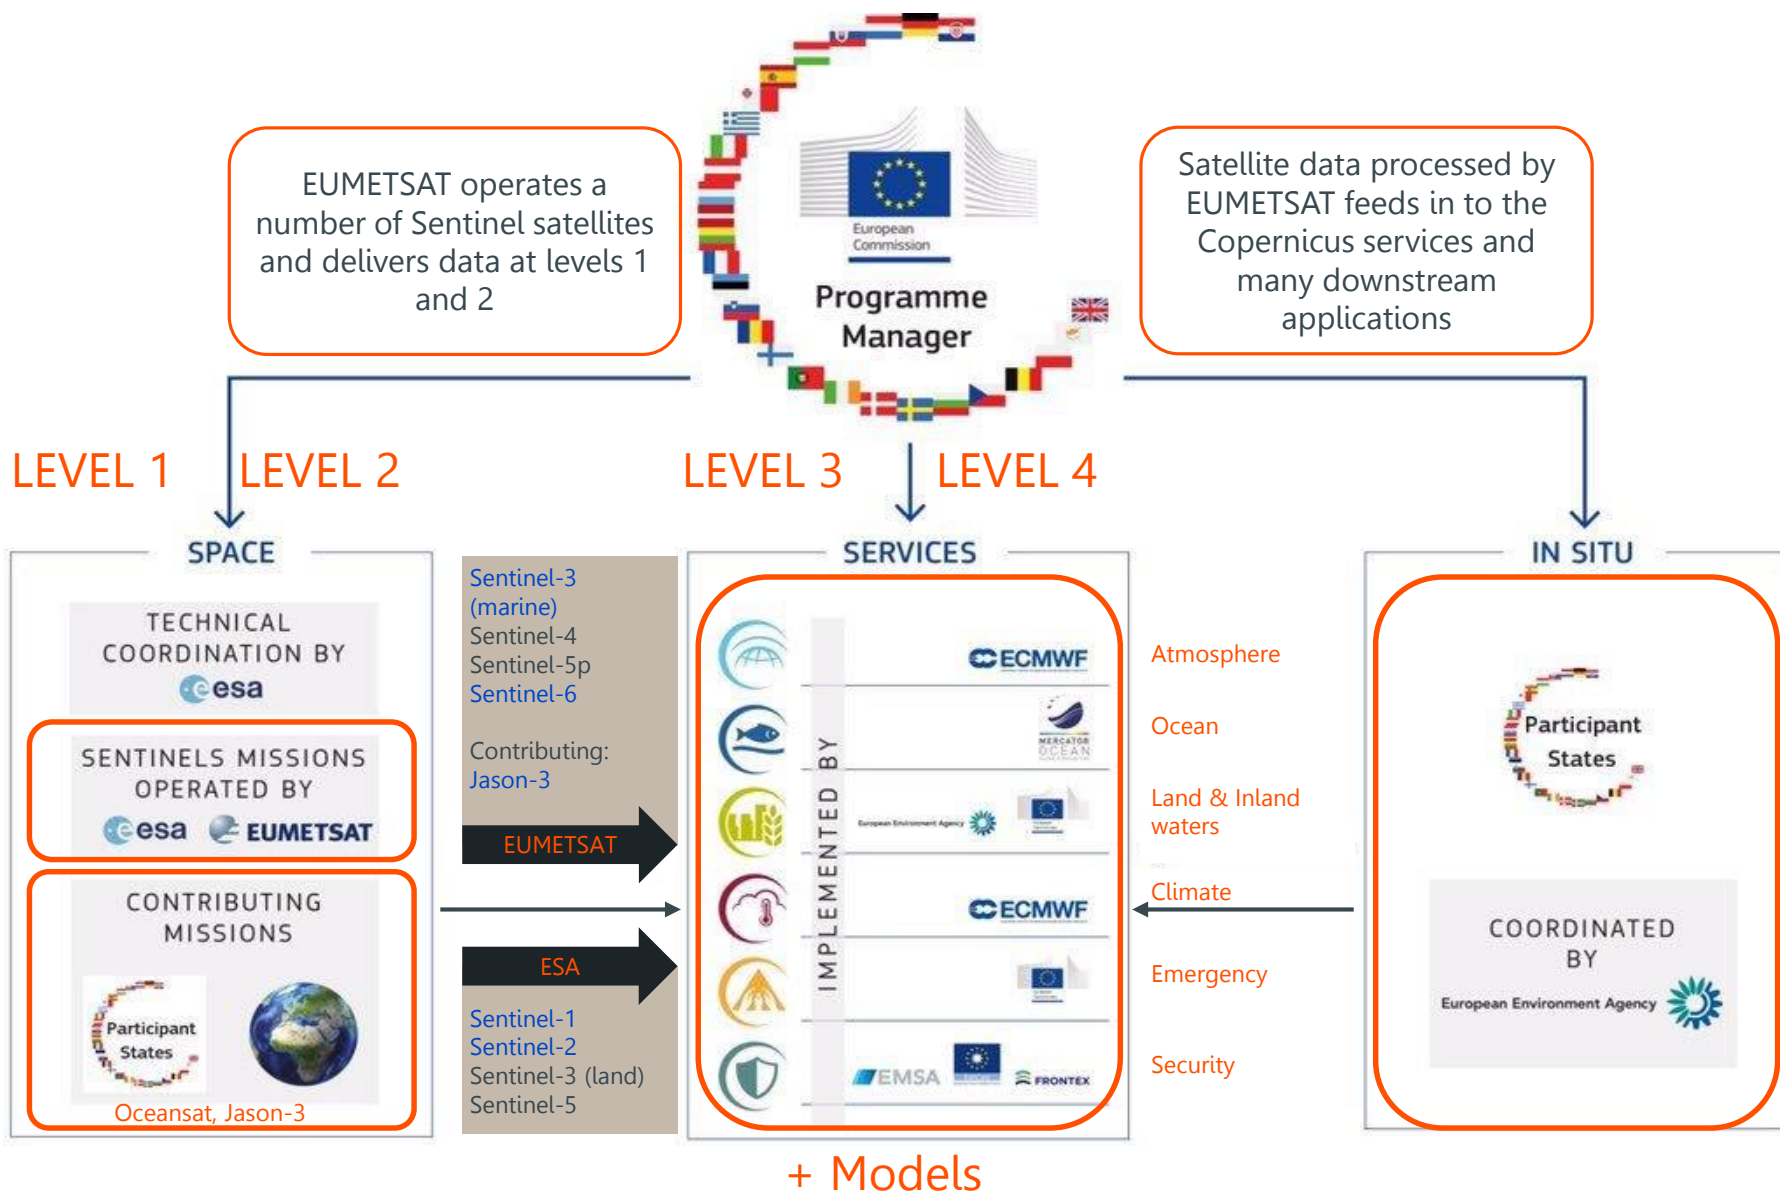 EUMETSAT operates a
number of Sentinel satellites
and delivers data at levels 1
and 2
European
Commission
Programme
Manager
Satellite data processed by
EUMETSAT feeds in to the
Copernicus services and
many downstream
applications
LEVEL 1
LEVEL 2
LEVEL 3
LEVEL 4
SPACE
TECHNICAL
COORDINATION BY
esa
SENTINELS MISSIONS
OPERATED BY
esa EUMETSAT
CONTRIBUTING
MISSIONS
Participant
States
Oceansat, Jason-3
Sentinel-3
(marine)
Sentinel-4
Sentinel-5p
Sentinel-6
Contributing:
Jason-3
EUMETSAT
ESA
Sentinel-1
Sentinel-2
Sentinel-3 (land)
Sentinel-5
SERVICES
IMPLEMENTED BY
ECMWF
MERCATOR
OCEAN
European Environment Agency
ECMWF
EMSA
FRONTEX
Atmosphere
Ocean
Land & Inland
waters
Climate
Emergency
Security
IN SITU
Participant
States
COORDINATED
BY
European Environment Agency
+ Models